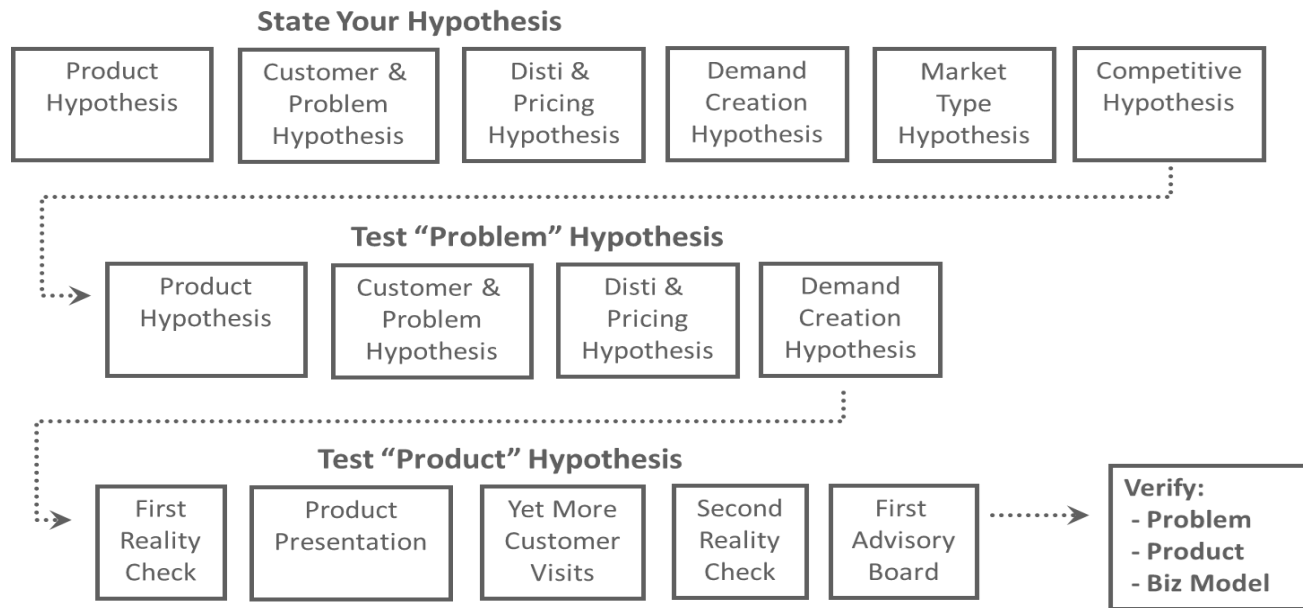 State Your Hypothesis
Product
Hypothesis
Customer &
Problem
Hypothesis
Disti &
Pricing
Hypothesis
Demand
Creation
Hypothesis
Market
Type
Hypothesis
Competitive
Hypothesis
Test “Problem” Hypothesis
Product
Hypothesis
Customer &
Problem
Hypothesis
Disti &
Pricing
Hypothesis
Demand
Creation
Hypothesis
Test “Product” Hypothesis
First
Reality
Check
Product
Presentation
Yet More
Customer
Visits
Second
Reality
Check
First
Advisory
Board
Verify:
- Problem
- Product
- Biz Model